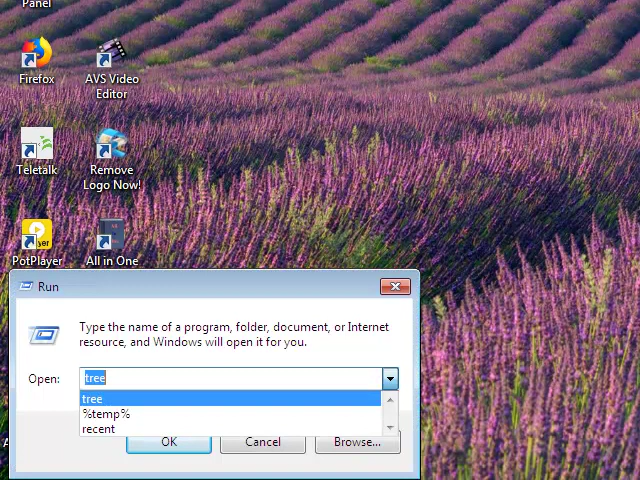 Panel
Firefox
AVS Video
Editor
Teletalk
Remove
Logo Now!
PotPlayer
All in One
Run
Type the name of a program, folder, document, or Internet
resource, and Windows will open it for you.
Open:
tree
tree
%temp%
recent
OK
Cancel
Browse...